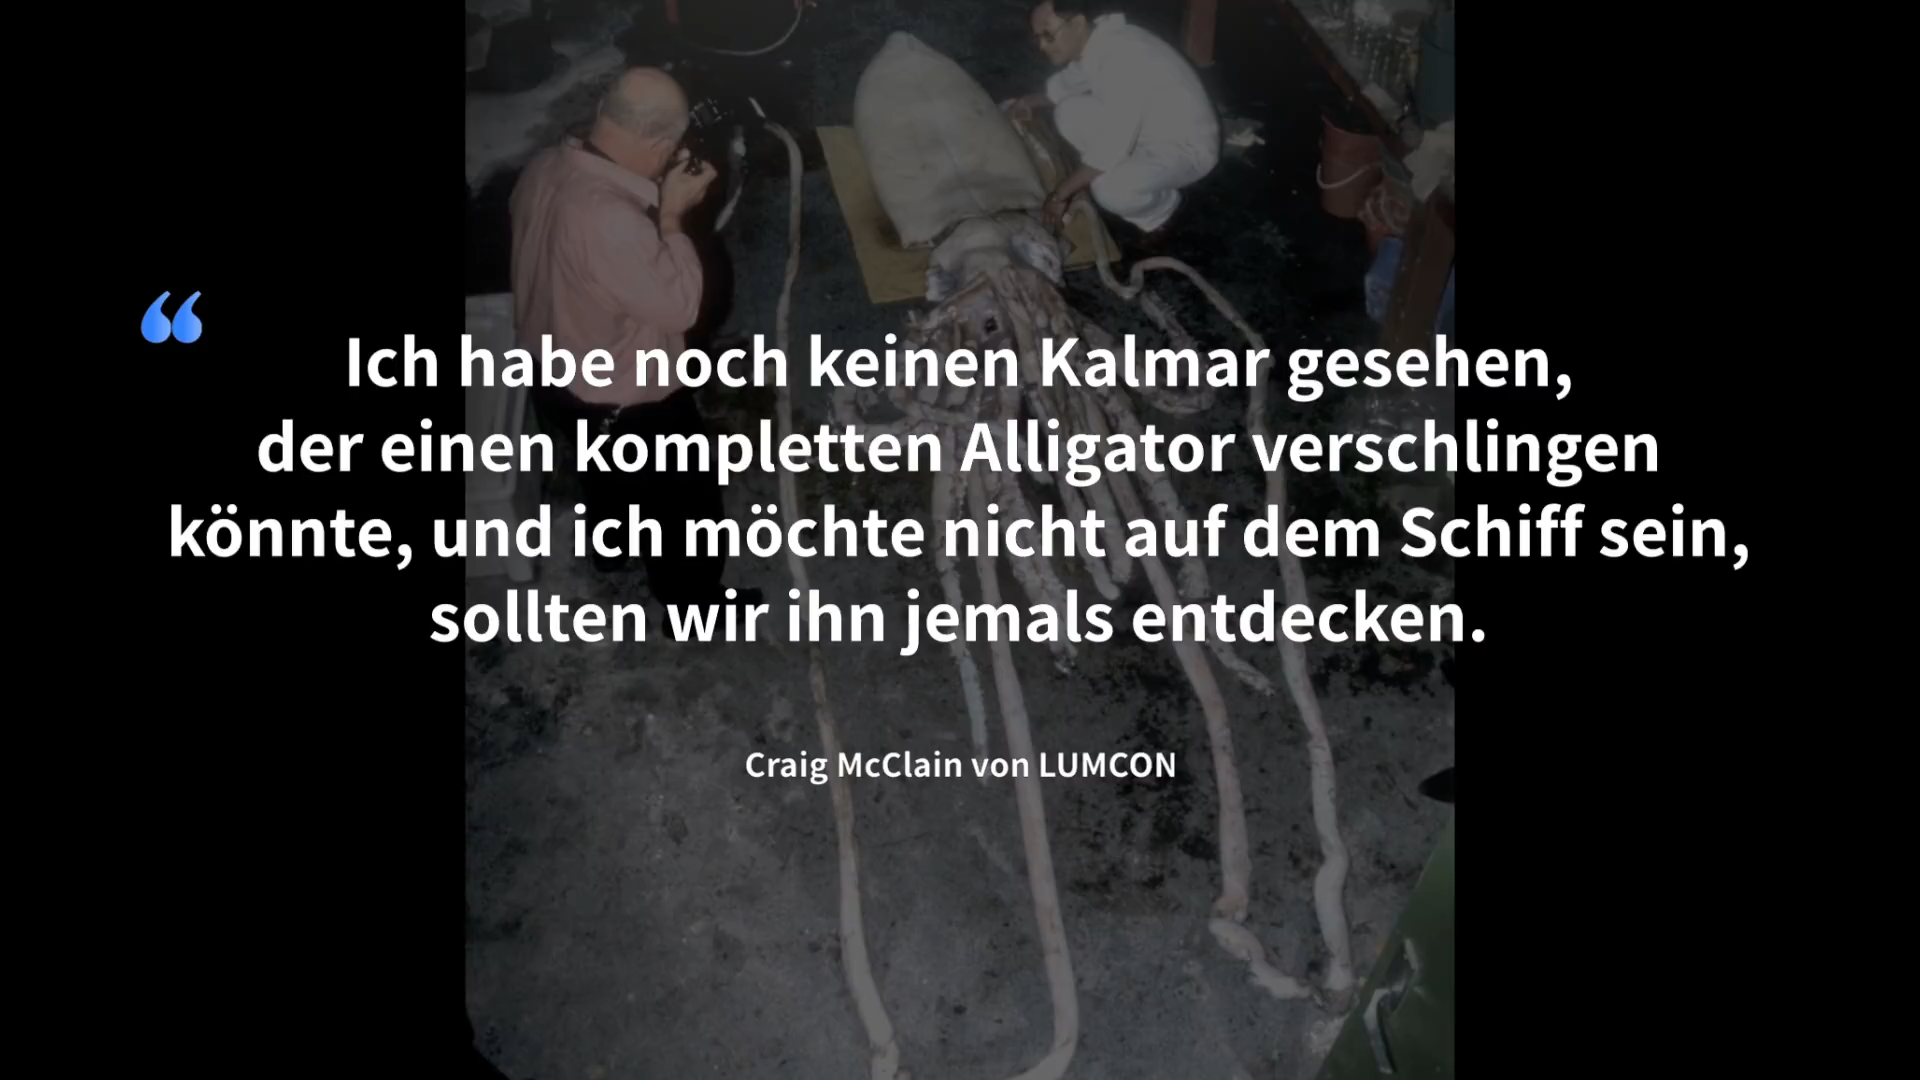 “
Ich habe noch keinen Kalmar gesehen,
der einen kompletten Alligator verschlingen
könnte, und ich möchte nicht auf dem Schiff sein,
sollten wir ihn jemals entdecken.
Craig McClain von LUMCON